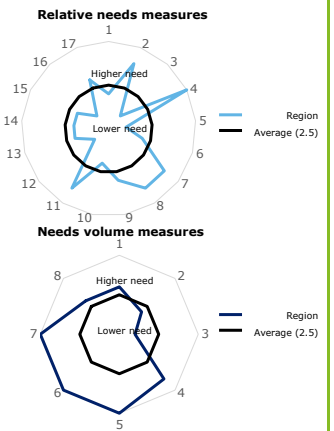 Relative needs measures
1
2
3
4
5
6
7
8
9
10
11
12
13
14
15
16
17
Higher need
Lower need
Region
Average (2.5)
Needs volume measures
1
2
3
4
5
6
7
8
Higher need
Lower need
Region
Average (2.5)